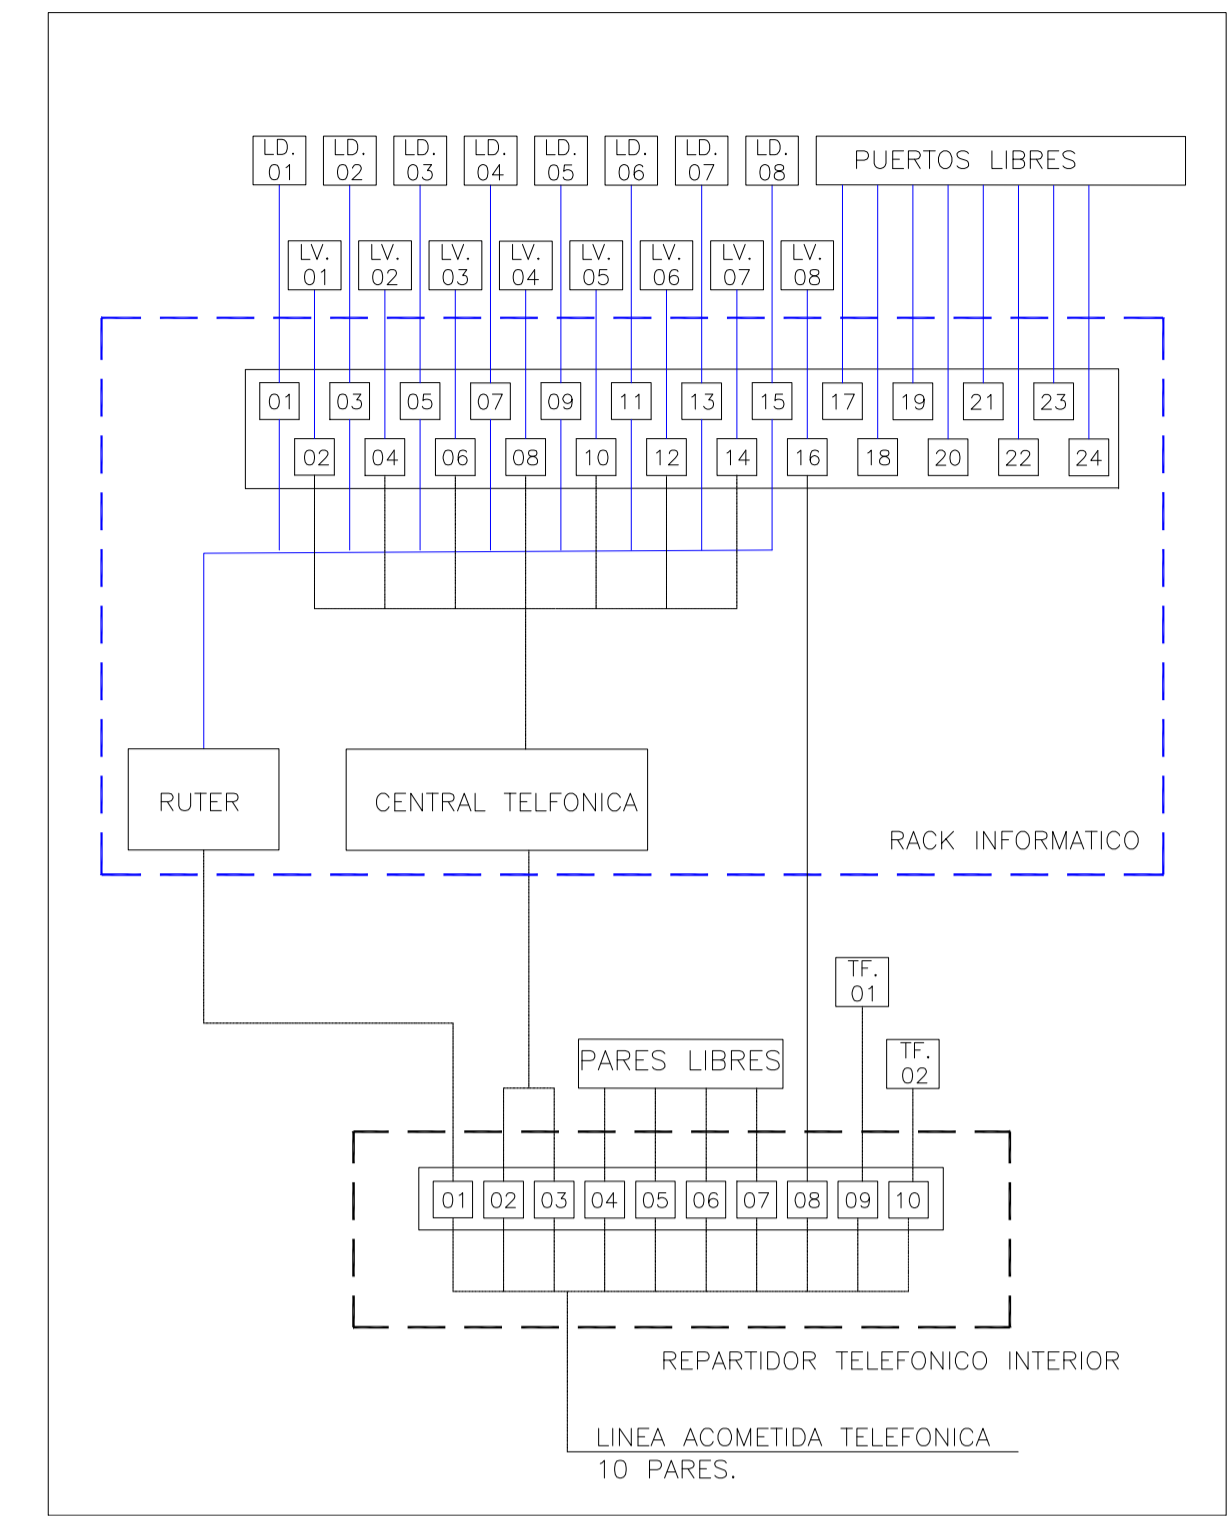 LD. 01
LD. 02
LD. 03
LD. 04
LD. 05
LD. 06
LD. 07
LD. 08
PUERTOS LIBRES
LV. 01
LV. 02
LV. 03
LV. 04
LV. 05
LV. 06
LV. 07
LV. 08
01 03 05 07 09 11 13 15 17 19 21 23
02 04 06 08 10 12 14 16 18 20 22 24
RUTER
CENTRAL TELFONICA
RACK INFORMATICO
TF. 01
PARES LIBRES
TF. 02
01 02 03 04 05 06 07 08 09 10
REPARTIDOR TELEFONICO INTERIOR
LINEA ACOMETIDA TELEFONICA
10 PARES.